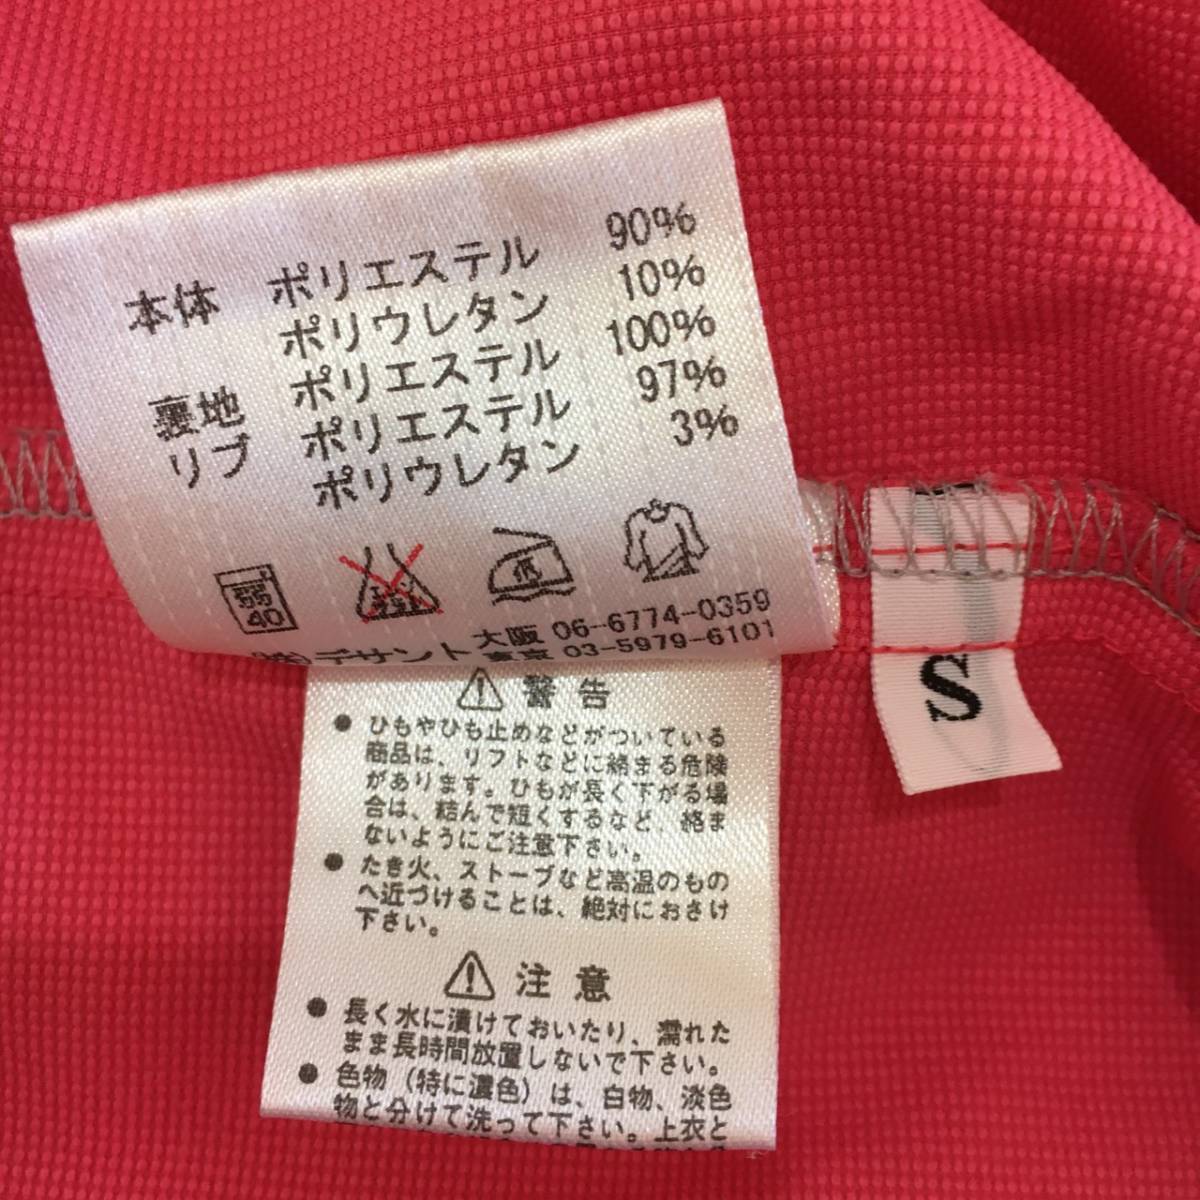 本体 ポリエステル 90%
ポリウレタン 10%
裏地 ポリエステル 100%
リブ ポリエステル 97%
ポリウレタン 3%
弱
40
低
(株)デサント 大阪 06-6774-0359
東京 03-5979-6101
S
警告
● ひもやひも止めなどがついている
商品は、リフトなどに絡まる危険
があります。ひもが長く下がる場
合は、結んで短くするなど、絡ま
ないようにご注意下さい。
● たき火、ストーブなど高温のもの
へ近づけることは、絶対におさけ
下さい。
注意
● 長く水に漬けておいたり、濡れた
まま長時間放置しないで下さい。
● 色物(特に濃色)は、白物、淡色
物と分けて洗って下さい。上衣と